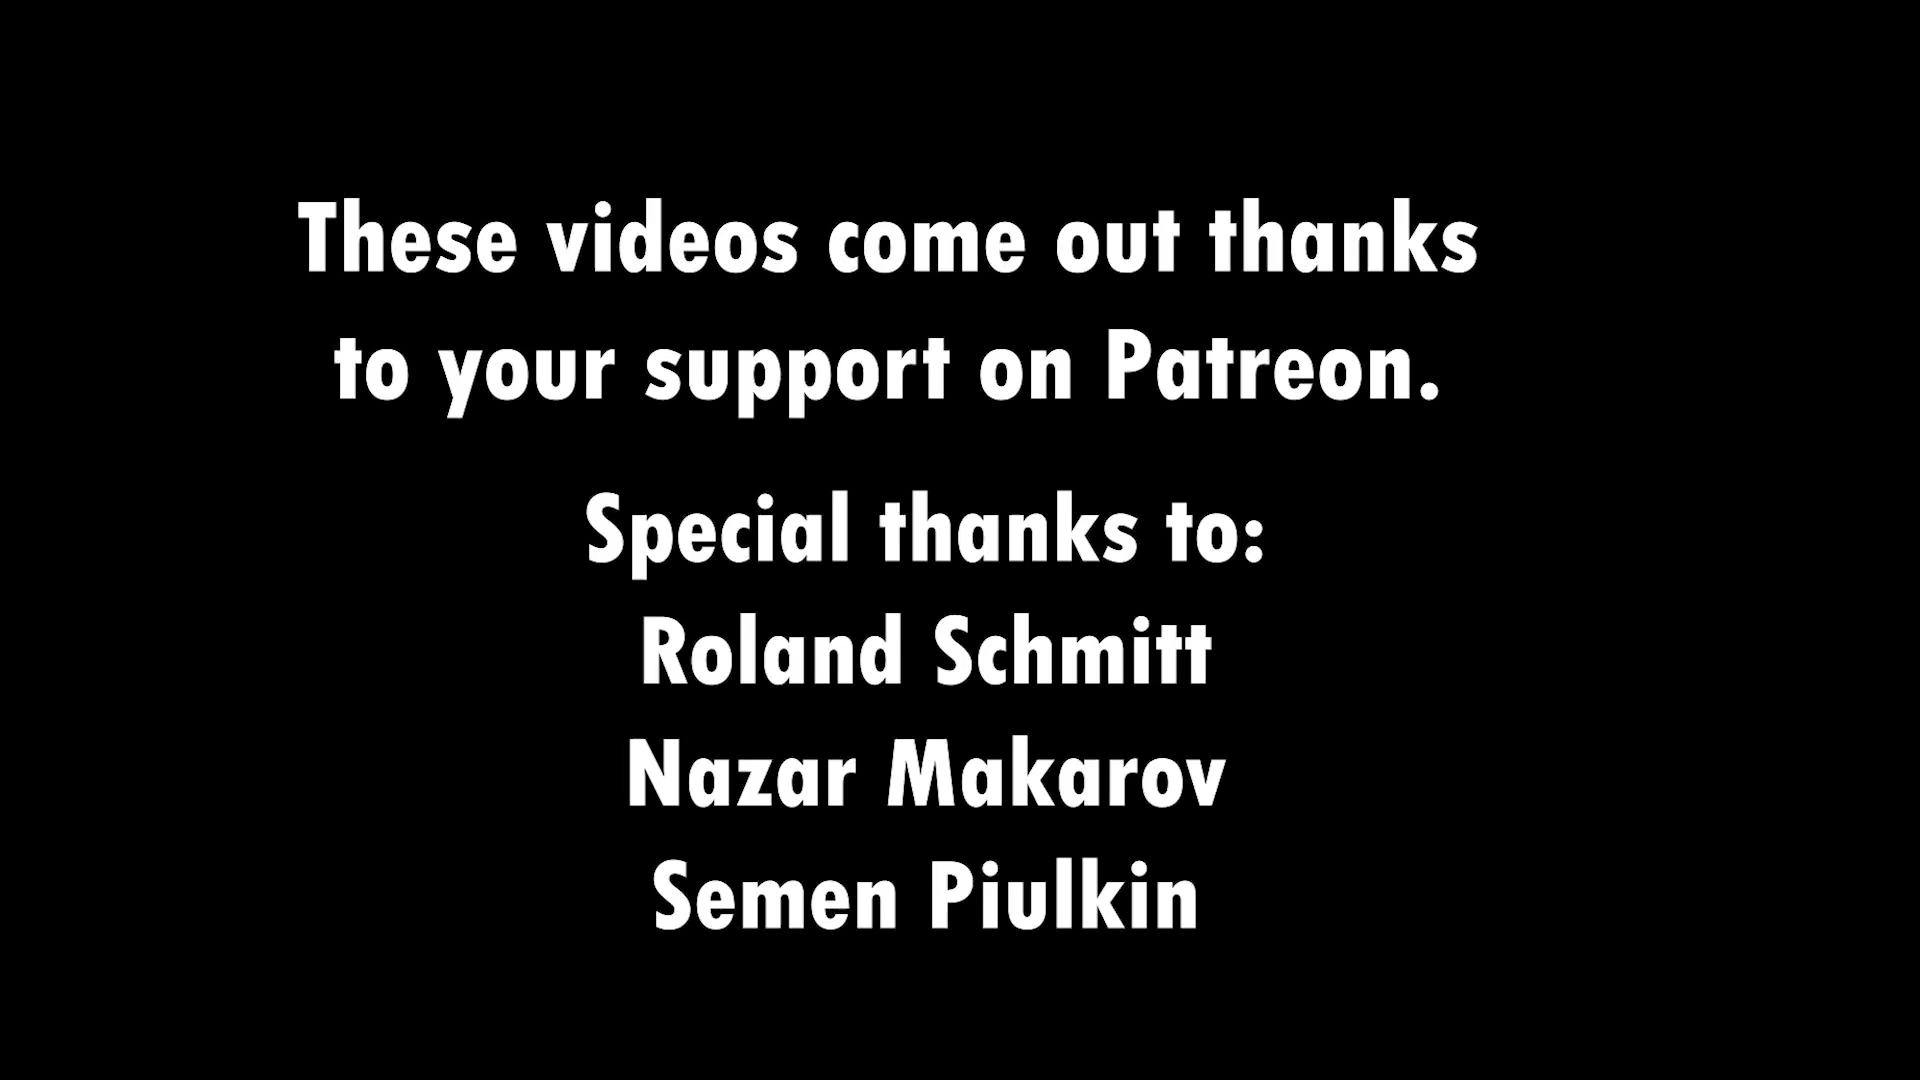 These videos come out thanks
to your support on Patreon.
Special thanks to:
Roland Schmitt
Nazar Makarov
Semen Piulkin